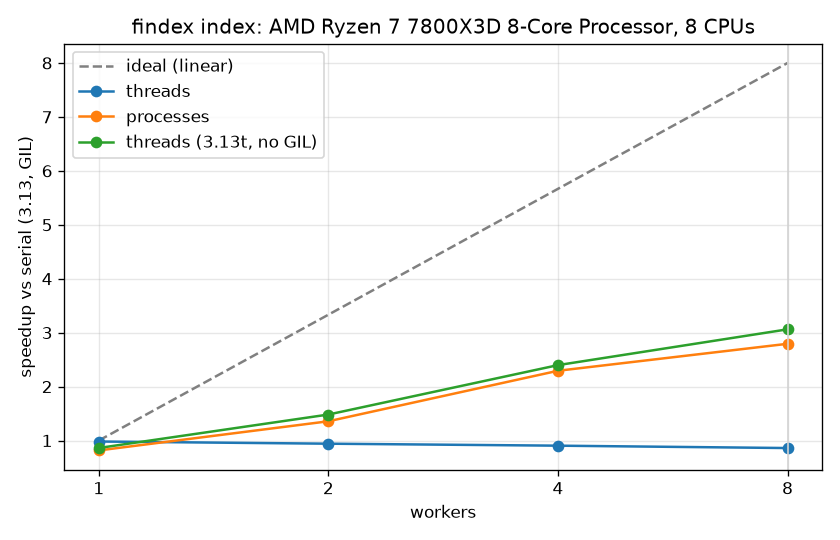 findex index: AMD Ryzen 7 7800X3D 8-Core Processor, 8 CPUs
ideal (linear)
threads
processes
threads (3.13t, no GIL)
speedup vs serial (3.13, GIL)
8
7
6
5
4
3
2
1
1 2 4 8
workers